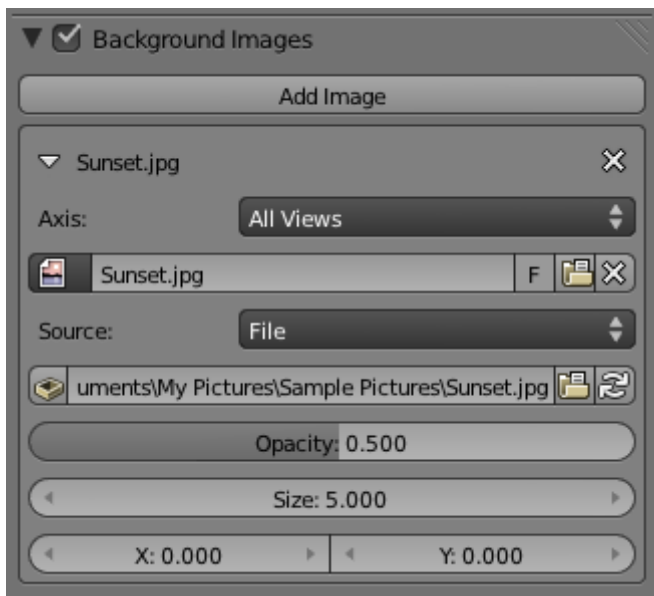 Background Images
Add Image
Sunset.jpg
Axis: All Views
Sunset.jpg F
Source: File
uments\My Pictures\Sample Pictures\Sunset.jpg
Opacity: 0.500
Size: 5.000
X: 0.000 Y: 0.000